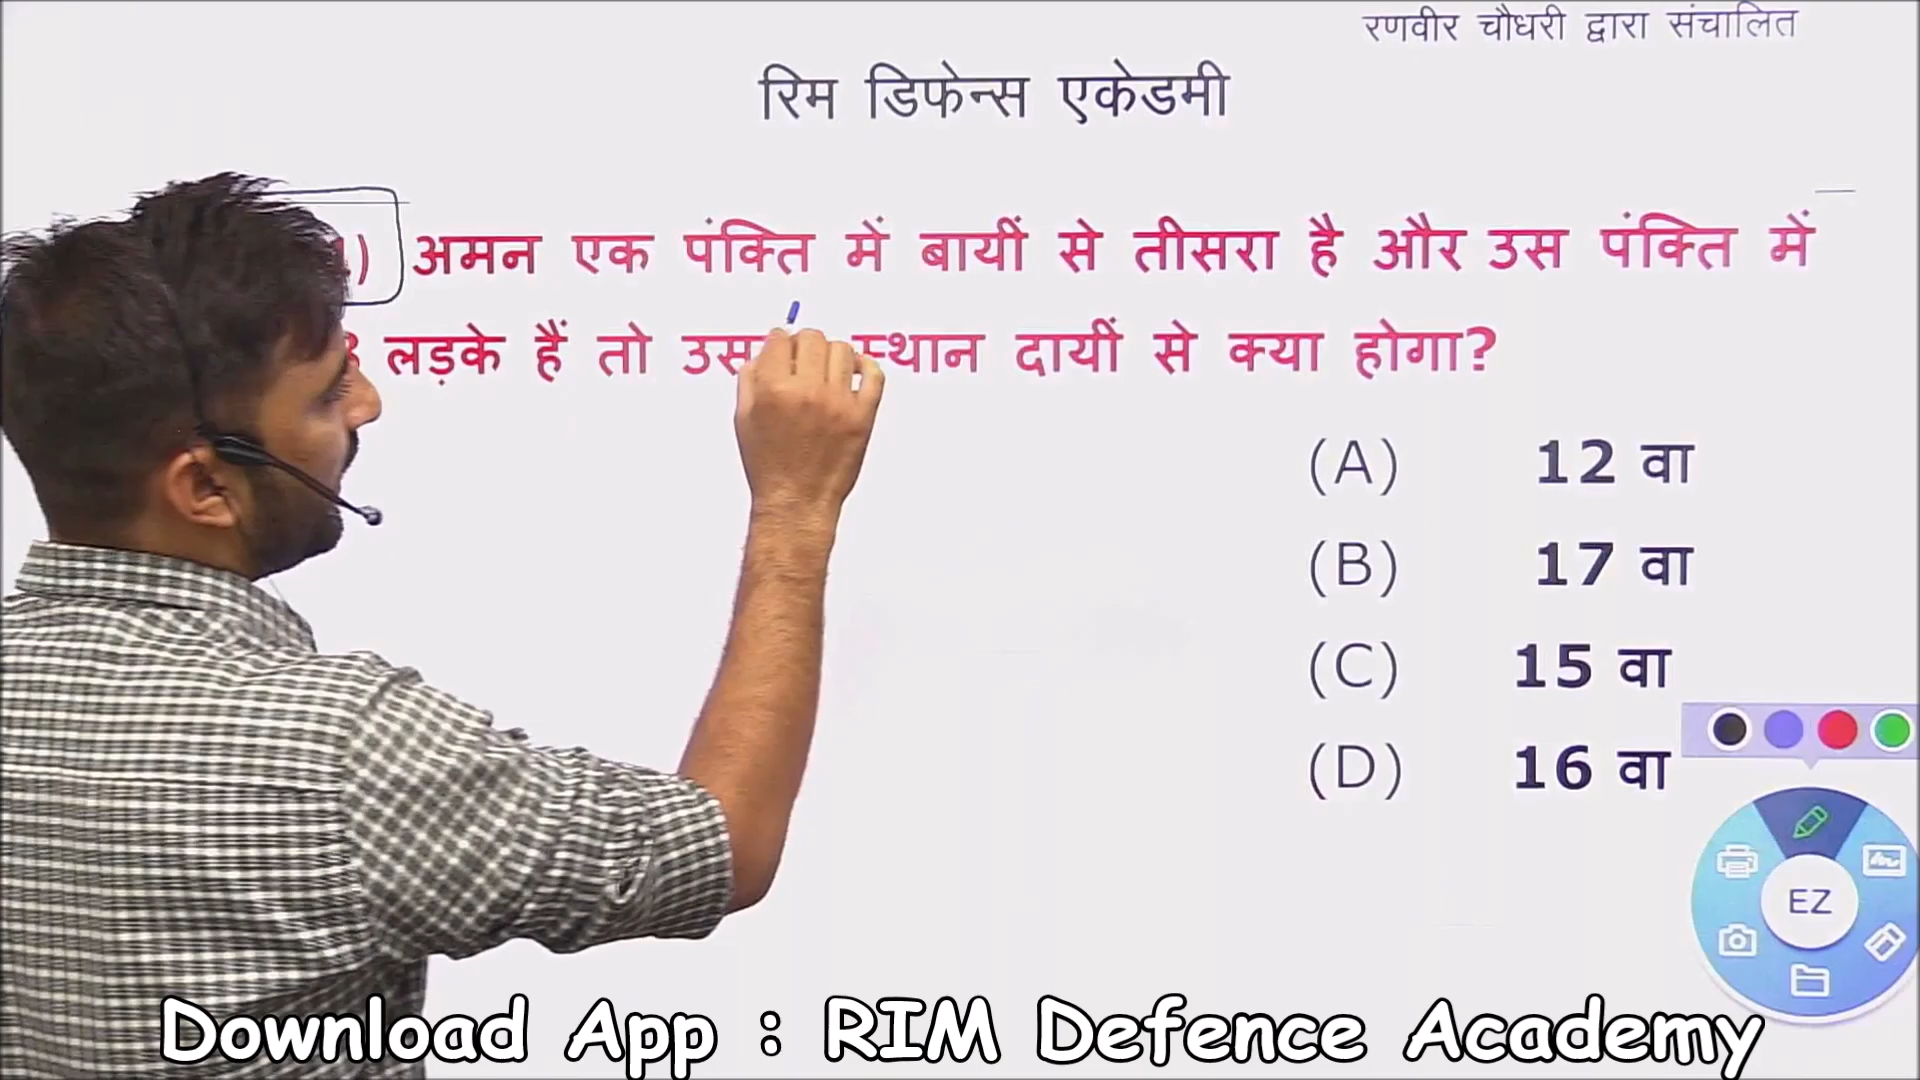 रणवीर चौधरी द्वारा संचालित
रिम डिफेन्स एकेडमी
) अमन एक पंक्ति में बायीं से तीसरा है और उस पंक्ति में
लड़के हैं तो स्थान दायीं से क्या होगा?
(A) 12 वा
(B) 17 वा
(C) 15 वा
(D) 16 वा
EZ
Download App : RIM Defence Academy